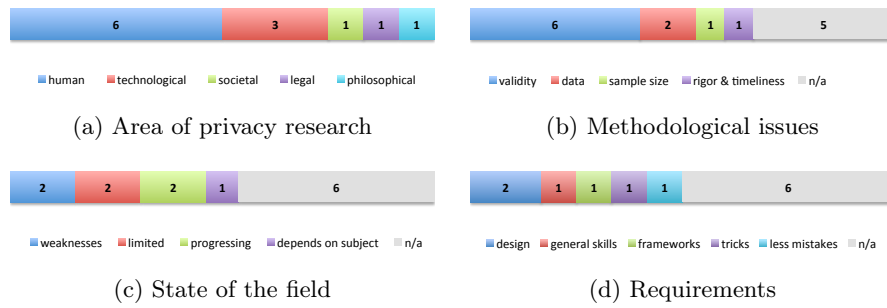 6 3 1 1 1
human technological societal legal philosophical
(a) Area of privacy research
6 2 1 1 5
validity data sample size rigor & timeliness n/a
(b) Methodological issues
2 2 2 1 6
weaknesses limited progressing depends on subject n/a
(c) State of the field
2 1 1 1 1 6
design general skills frameworks tricks less mistakes n/a
(d) Requirements